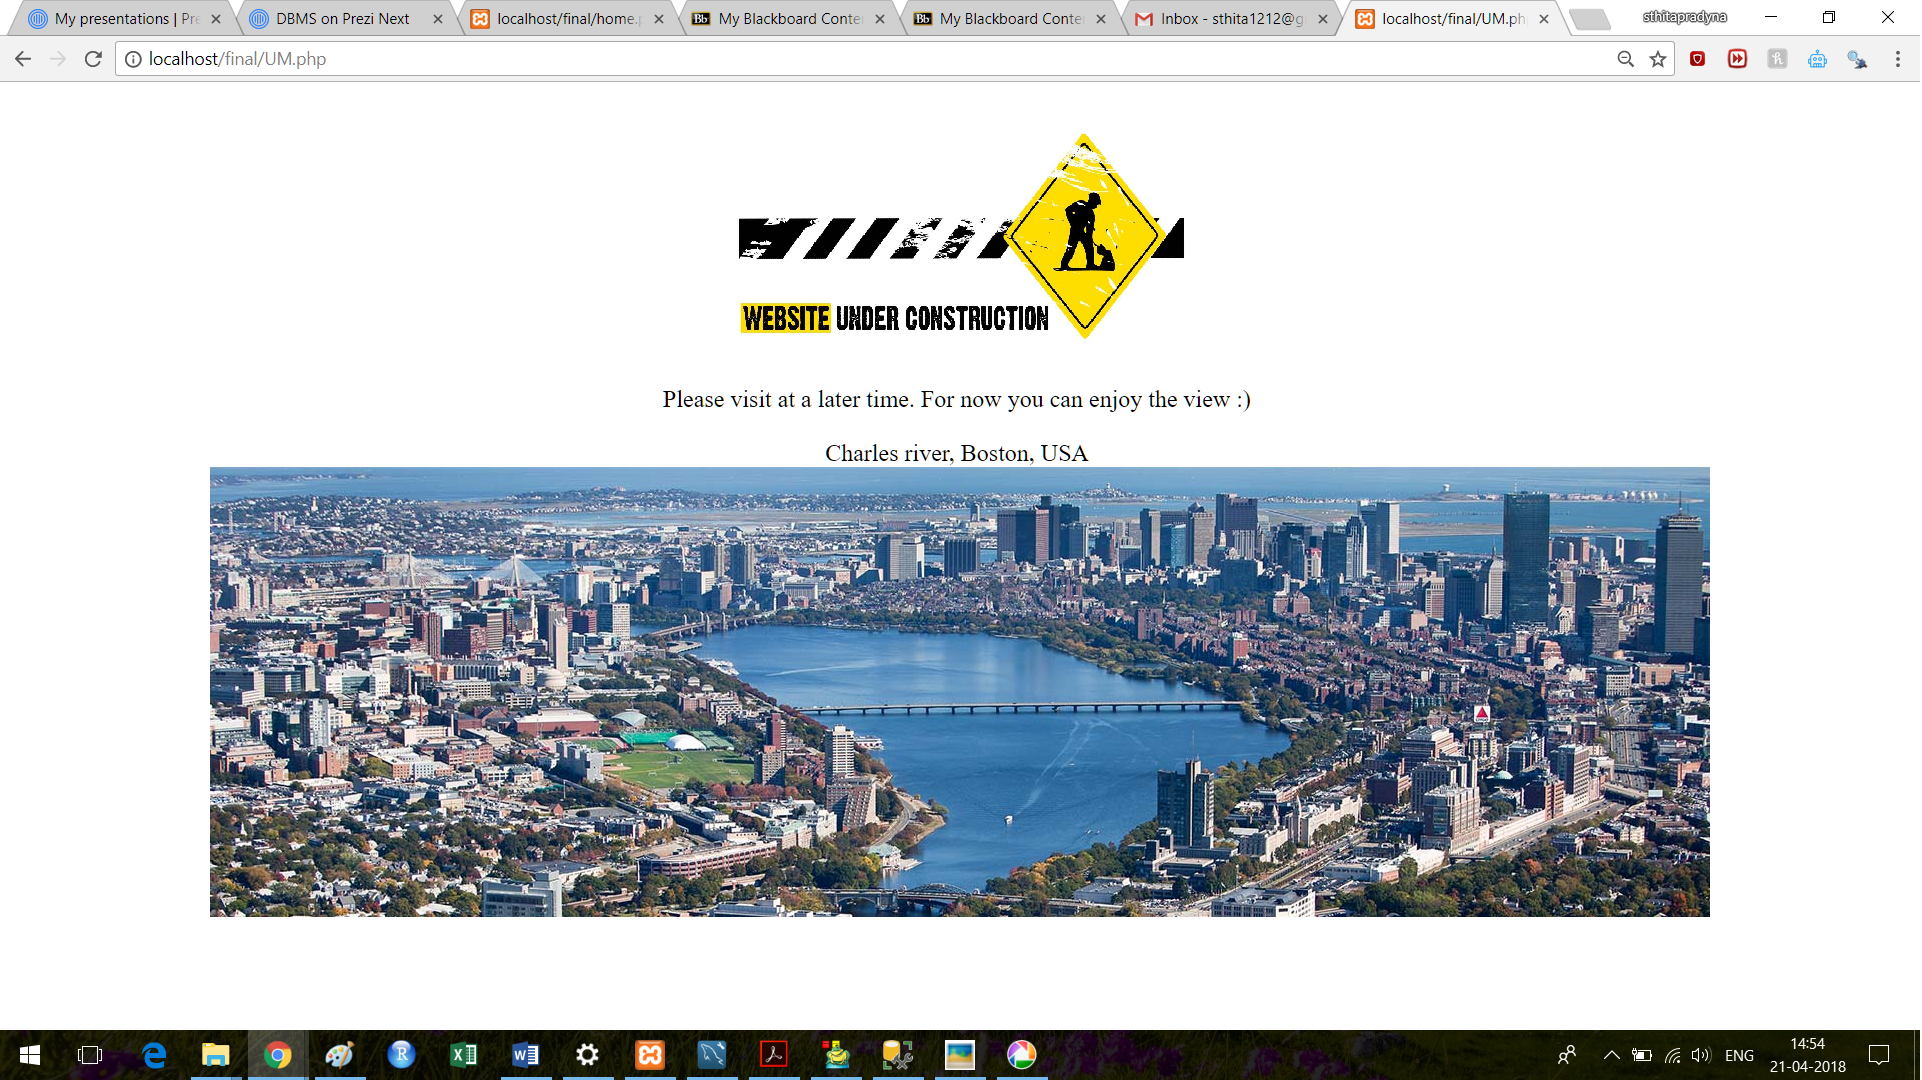 My presentations | Pre
DBMS on Prezi Next
localhost/final/home.p
Bb My Blackboard Conte
Bb My Blackboard Conte
Inbox - sthita1212@g
localhost/final/UM.ph
sthitapradyna
localhost/final/UM.php
WEBSITE UNDER CONSTRUCTION
Please visit at a later time. For now you can enjoy the view :)
Charles river, Boston, USA
ENG
14:54
21-04-2018